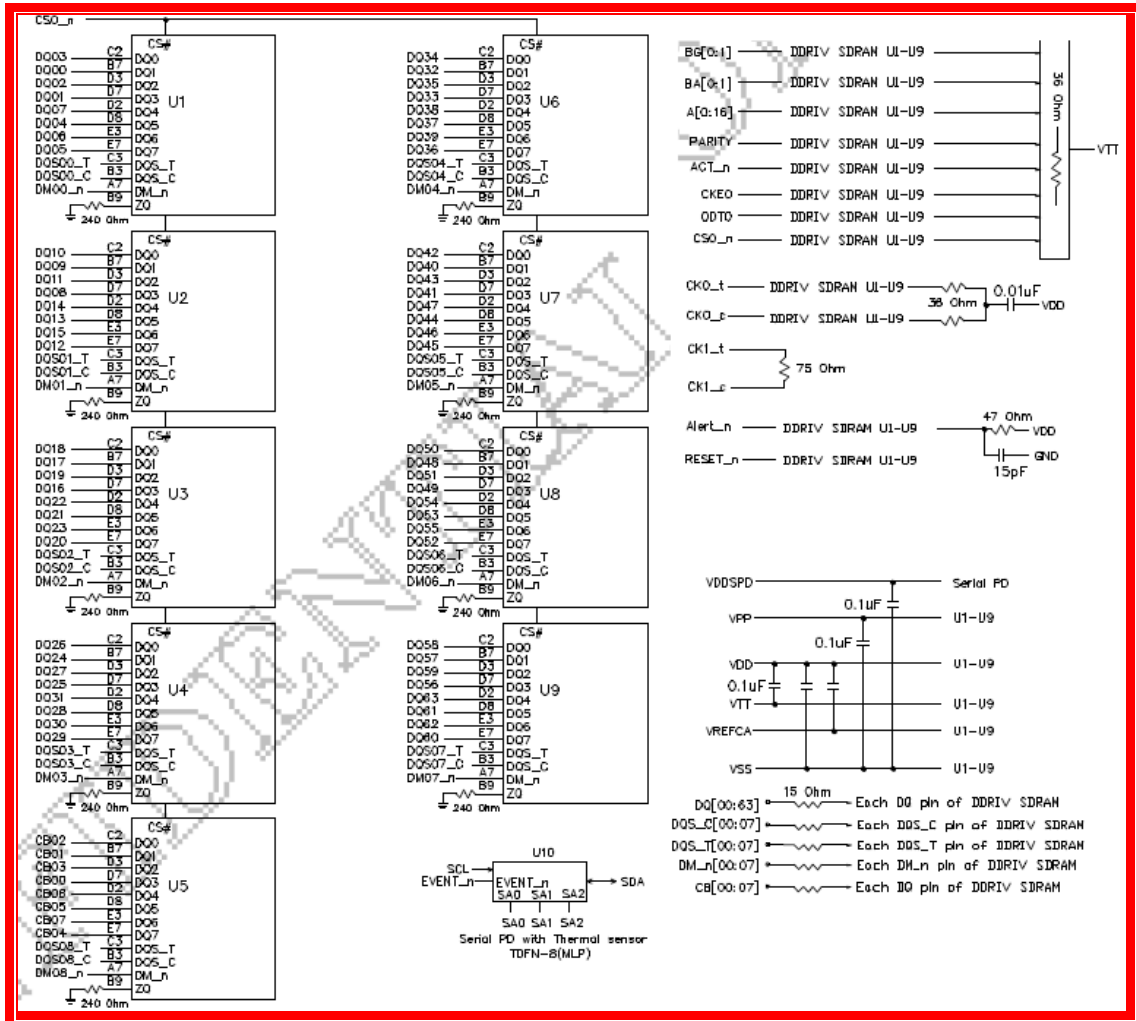 CS0_n
CS#
DQ03 C2 DQ0
DQ00 B7 DQ1
DQ02 D3 DQ2
DQ01 D7 DQ3
DQ07 D2 DQ4
DQ04 D8 DQ5
DQ06 E3 DQ6
DQ05 E7 DQ7
DQS00_T C3 DQS_T
DQS00_C B3 DQS_C
DM00_n A7 DM_n
B9 ZQ
240 Ohm
U1
CS#
DQ10 C2 DQ0
DQ09 B7 DQ1
DQ11 D3 DQ2
DQ08 D7 DQ3
DQ14 D2 DQ4
DQ13 D8 DQ5
DQ15 E3 DQ6
DQ12 E7 DQ7
DQS01_T C3 DQS_T
DQS01_C B3 DQS_C
DM01_n A7 DM_n
B9 ZQ
240 Ohm
U2
CS#
DQ18 C2 DQ0
DQ17 B7 DQ1
DQ19 D3 DQ2
DQ16 D7 DQ3
DQ22 D2 DQ4
DQ21 D8 DQ5
DQ23 E3 DQ6
DQ20 E7 DQ7
DQS02_T C3 DQS_T
DQS02_C B3 DQS_C
DM02_n A7 DM_n
B9 ZQ
240 Ohm
U3
CS#
DQ26 C2 DQ0
DQ24 B7 DQ1
DQ27 D3 DQ2
DQ25 D7 DQ3
DQ31 D2 DQ4
DQ28 D8 DQ5
DQ30 E3 DQ6
DQ29 E7 DQ7
DQS03_T C3 DQS_T
DQS03_C B3 DQS_C
DM03_n A7 DM_n
B9 ZQ
240 Ohm
U4
CS#
CB02 C2 DQ0
CB01 B7 DQ1
CB03 D3 DQ2
CB00 D7 DQ3
CB06 D2 DQ4
CB05 D8 DQ5
CB07 E3 DQ6
CB04 E7 DQ7
DQS08_T C3 DQS_T
DQS08_C B3 DQS_C
DM08_n A7 DM_n
B9 ZQ
240 Ohm
U5
CS#
DQ34 C2 DQ0
DQ32 B7 DQ1
DQ35 D3 DQ2
DQ33 D7 DQ3
DQ38 D2 DQ4
DQ37 D8 DQ5
DQ39 E3 DQ6
DQ36 E7 DQ7
DQS04_T C3 DQS_T
DQS04_C B3 DQS_C
DM04_n A7 DM_n
B9 ZQ
240 Ohm
U6
CS#
DQ42 C2 DQ0
DQ40 B7 DQ1
DQ43 D3 DQ2
DQ41 D7 DQ3
DQ47 D2 DQ4
DQ44 D8 DQ5
DQ46 E3 DQ6
DQ45 E7 DQ7
DQS05_T C3 DQS_T
DQS05_C B3 DQS_C
DM05_n A7 DM_n
B9 ZQ
240 Ohm
U7
CS#
DQ50 C2 DQ0
DQ48 B7 DQ1
DQ51 D3 DQ2
DQ49 D7 DQ3
DQ54 D2 DQ4
DQ53 D8 DQ5
DQ55 E3 DQ6
DQ52 E7 DQ7
DQS06_T C3 DQS_T
DQS06_C B3 DQS_C
DM06_n A7 DM_n
B9 ZQ
240 Ohm
U8
CS#
DQ58 C2 DQ0
DQ57 B7 DQ1
DQ59 D3 DQ2
DQ56 D7 DQ3
DQ63 D2 DQ4
DQ61 D8 DQ5
DQ62 E3 DQ6
DQ60 E7 DQ7
DQS07_T C3 DQS_T
DQS07_C B3 DQS_C
DM07_n A7 DM_n
B9 ZQ
240 Ohm
U9
U10
SCL
EVENT_n EVENT_n SDA
SA0 SA1 SA2
SA0 SA1 SA2
Serial PD with Thermal sensor
TDFN-8(MLP)
BG[0:1] DDRIV SDRAN U1-U9
BA[0:1] DDRIV SDRAN U1-U9
A[0:16] DDRIV SDRAN U1-U9
PARITY DDRIV SDRAN U1-U9
ACT_n DDRIV SDRAN U1-U9
CKE0 DDRIV SDRAN U1-U9
ODT0 DDRIV SDRAN U1-U9
CS0_n DDRIV SDRAN U1-U9
36 Ohm
VTT
CK0_t DDRIV SDRAN U1-U9
36 Ohm 0.01uF VDD
CK0_c DDRIV SDRAN U1-U9
CK1_t
75 Ohm
CK1_c
47 Ohm
Alert_n DDRIV SDRAM U1-U9 VDD
RESET_n DDRIV SDRAM U1-U9 GND
15pF
VDDSPD Serial PD
0.1uF
VPP U1-U9
0.1uF
VDD U1-U9
0.1uF
VTT U1-U9
VREFCA U1-U9
VSS U1-U9
15 Ohm
DQ[00:63] Each DQ pin of DDRIV SDRAN
DQS_C[00:07] Each DQS_C pin of DDRIV SDRAN
DQS_T[00:07] Each DQS_T pin of DDRIV SDRAN
DM_n[00:07] Each DM_n pin of DDRIV SDRAM
CB[00:07] Each DQ pin of DDRIV SDRAM